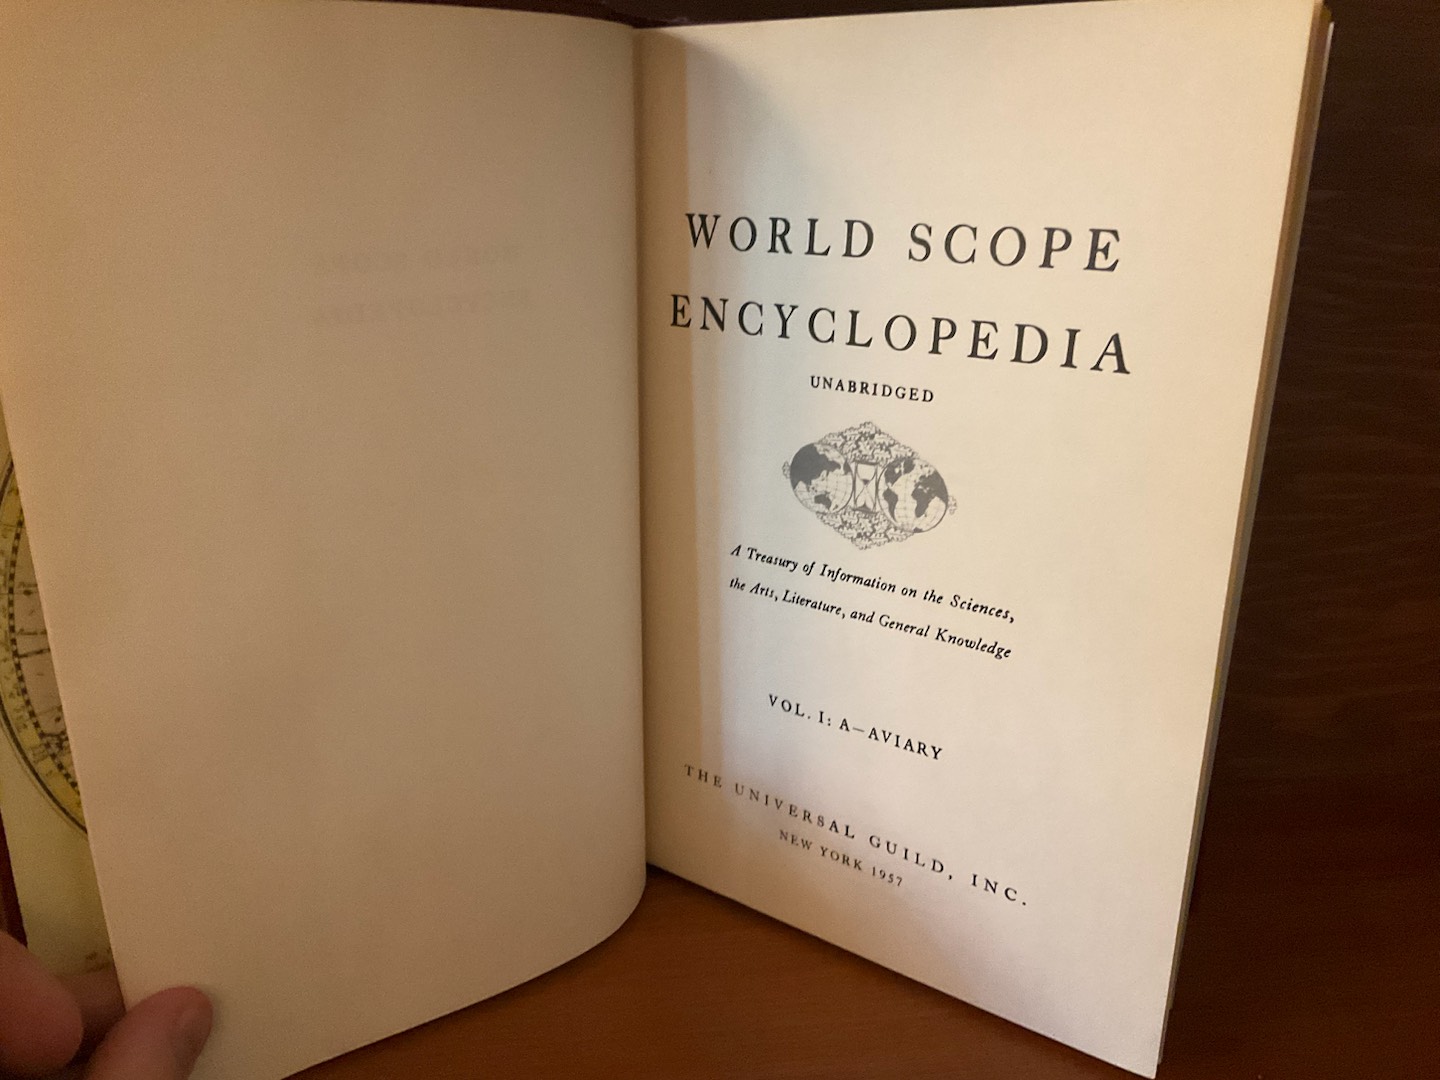 WORLD SCOPE
ENCYCLOPEDIA
UNABRIDGED
A Treasury of Information on the Sciences,
the Arts, Literature, and General Knowledge
VOL. I: A—AVIARY
THE UNIVERSAL GUILD, INC.
NEW YORK 1957